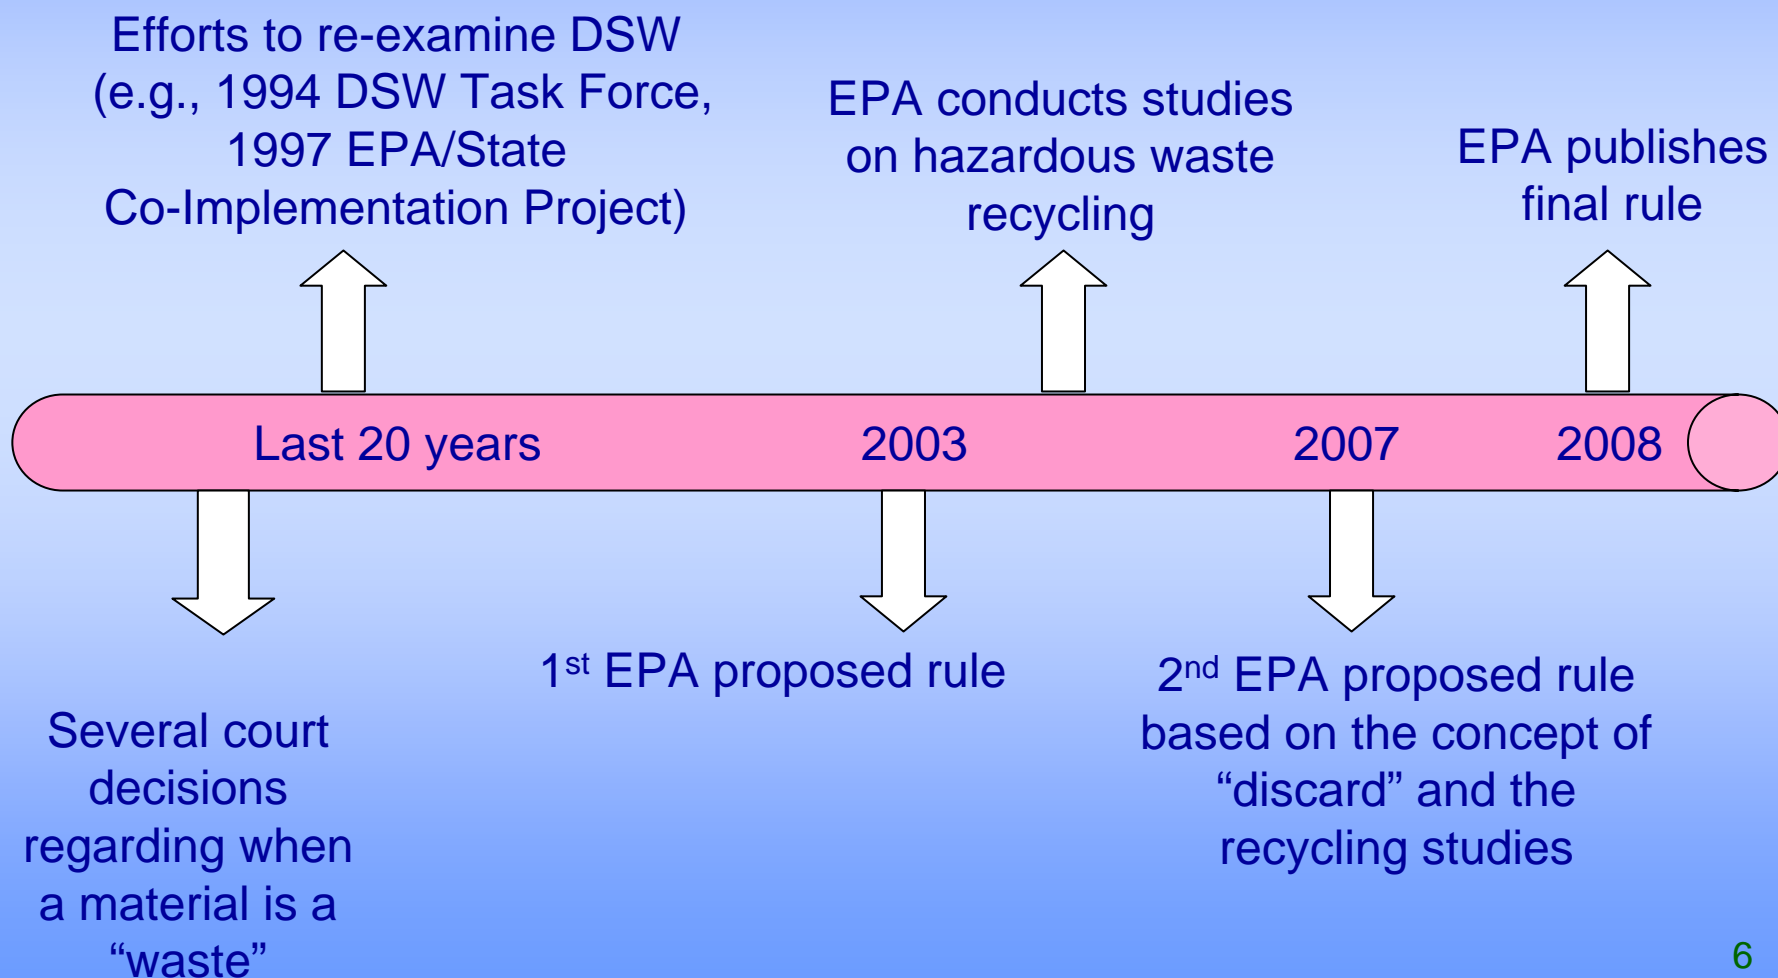 Efforts to re-examine DSW
(e.g., 1994 DSW Task Force,
1997 EPA/State
Co-Implementation Project)
EPA conducts studies
on hazardous waste
recycling
EPA publishes
final rule
Last 20 years
2003
2007
2008
Several court
decisions
regarding when
a material is a
“waste”
1st EPA proposed rule
2nd EPA proposed rule
based on the concept of
“discard” and the
recycling studies
6